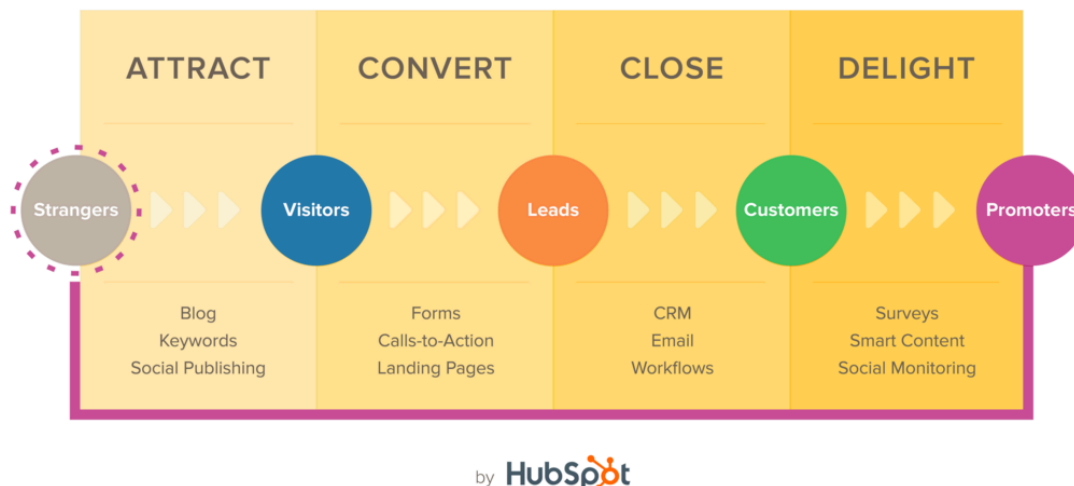 ATTRACT
CONVERT
CLOSE
DELIGHT
Strangers
Visitors
Leads
Customers
Promoters
Blog
Keywords
Social Publishing
Forms
Calls-to-Action
Landing Pages
CRM
Email
Workflows
Surveys
Smart Content
Social Monitoring
by HubSpot